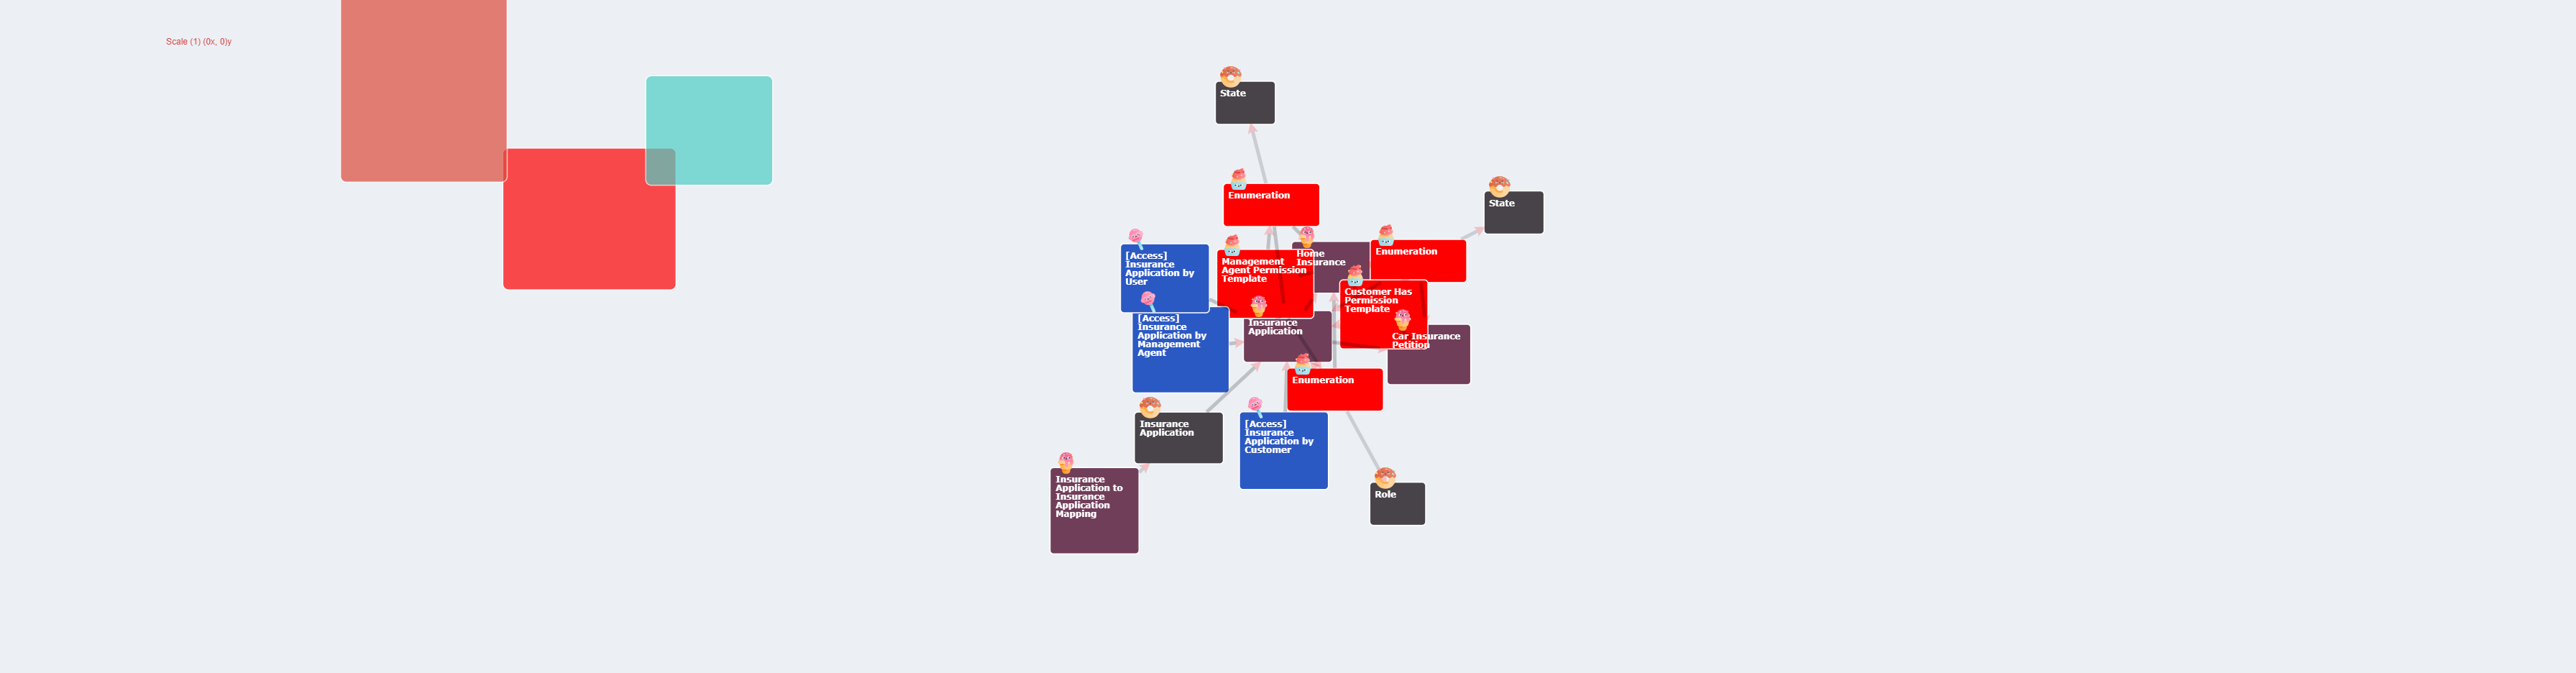 Scale (1) (0x, 0)y
State
Enumeration
State
[Access]
Insurance
Application by
User
Management
Agent Permission
Template
Home
Insurance
Enumeration
Customer Has
Permission
Template
[Access]
Insurance
Application by
Management
Agent
Insurance
Application
Car Insurance
Petition
Enumeration
Insurance
Application
[Access]
Insurance
Application by
Customer
Insurance
Application to
Insurance
Application
Mapping
Role